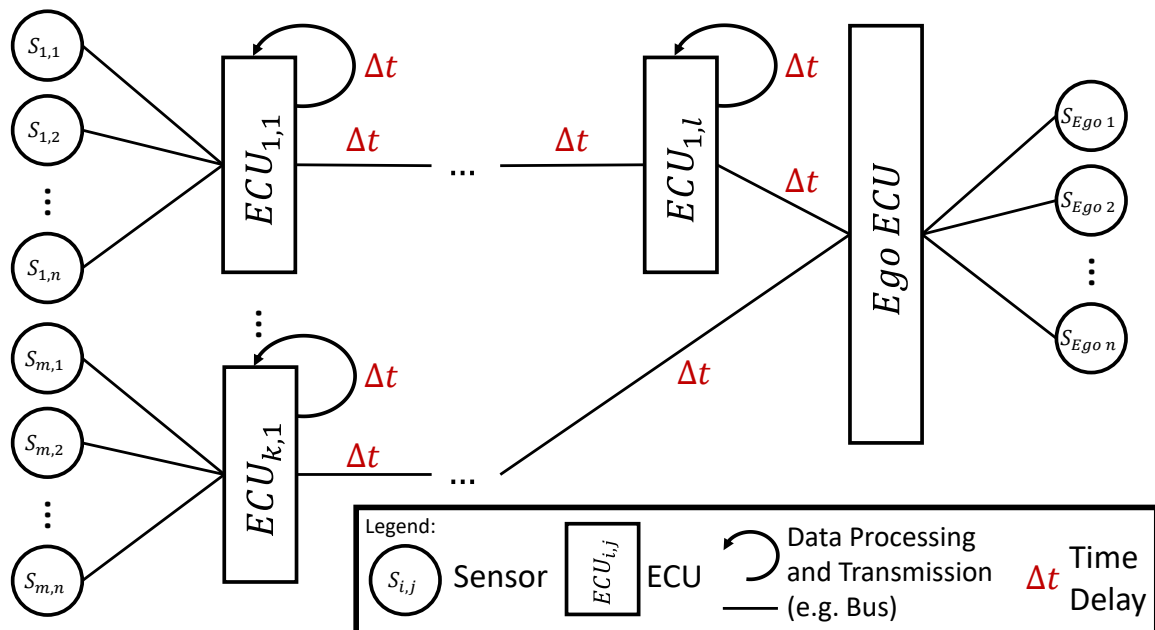 S1,1
S1,2
⋮
S1,n
ECU1,1
Δt
Δt
...
Δt
ECU1,l
Δt
Δt
Ego ECU
SEgo 1
SEgo 2
⋮
SEgo n
⋮
Sm,1
Sm,2
⋮
Sm,n
ECUk,1
Δt
Δt
...
Δt
Legend:
Si,j
Sensor
ECUi,j
ECU
Data Processing
and Transmission
(e.g. Bus)
Δt
Time
Delay